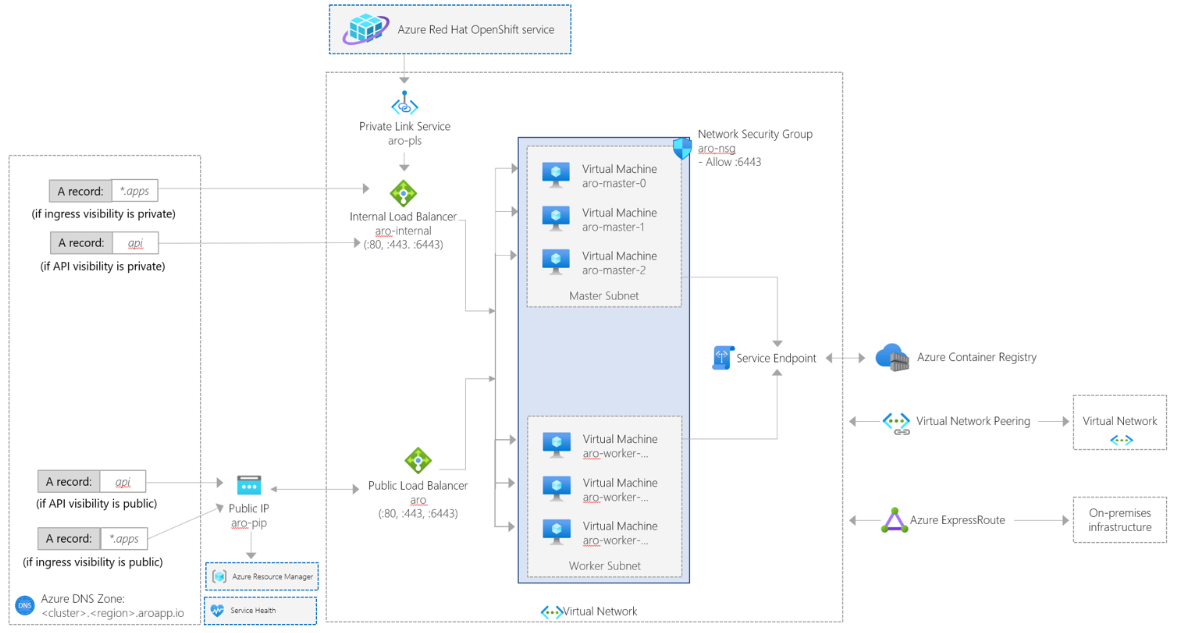 Azure Red Hat OpenShift service
Private Link Service
aro-pls
Network Security Group
aro-nsg
- Allow :6443
A record: *.apps
(if ingress visibility is private)
A record: api
(if API visibility is private)
Internal Load Balancer
aro-internal
(:80, :443. :6443)
Virtual Machine
aro-master-0
Virtual Machine
aro-master-1
Virtual Machine
aro-master-2
Master Subnet
Service Endpoint
Azure Container Registry
Virtual Network Peering
Virtual Network
Virtual Machine
aro-worker-...
Virtual Machine
aro-worker-...
Virtual Machine
aro-worker-...
Worker Subnet
A record: api
(if API visibility is public)
A record: *.apps
(if ingress visibility is public)
Public IP
aro-pip
Public Load Balancer
aro
(:80, :443, :6443)
Azure ExpressRoute
On-premises
infrastructure
Azure Resource Manager
Service Health
DNS
Azure DNS Zone:
<cluster>.<region>.aroapp.io
Virtual Network